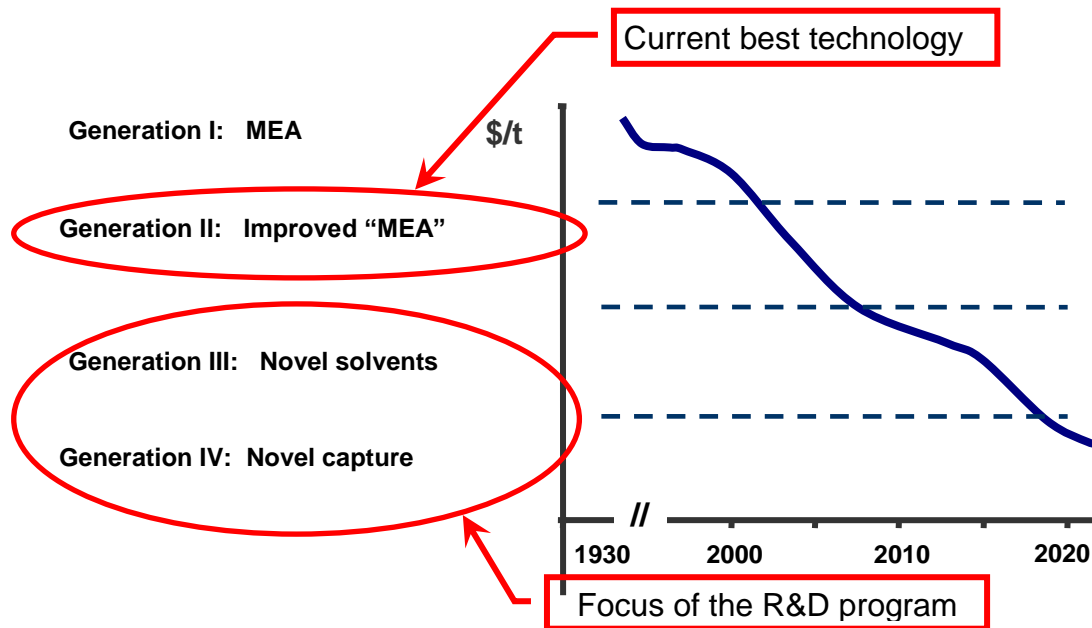 Current best technology
Generation I: MEA
$/t
Generation II: Improved “MEA”
Generation III: Novel solvents
Generation IV: Novel capture
//
1930 2000 2010 2020
Focus of the R&D program